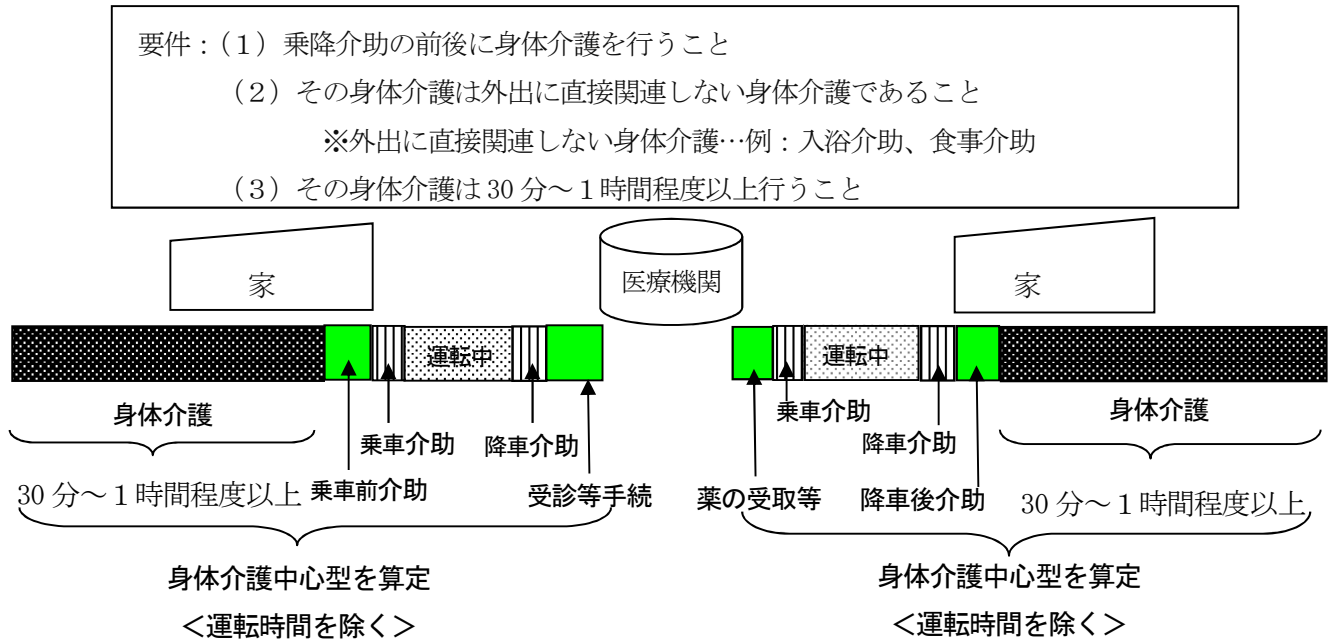 要件：（１）乗降介助の前後に身体介護を行うこと
（２）その身体介護は外出に直接関連しない身体介護であること
※外出に直接関連しない身体介護…例：入浴介助、食事介助
（３）その身体介護は30分～１時間程度以上行うこと
家
医療機関
家
運転中
運転中
身体介護
乗車介助
降車介助
乗車介助
降車介助
身体介護
30分～１時間程度以上
乗車前介助
受診等手続
薬の受取等
降車後介助
30分～１時間程度以上
身体介護中心型を算定
＜運転時間を除く＞
身体介護中心型を算定
＜運転時間を除く＞